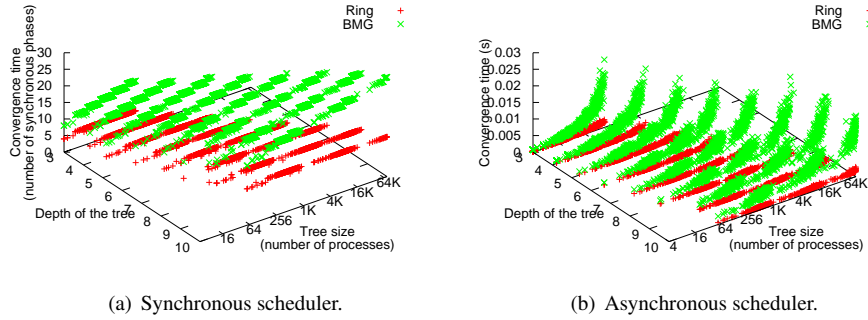 Ring
BMG
Convergence time
(number of synchronous phases)
30
25
20
15
10
5
0
3
4
5
6
7
8
9
10
Depth of the tree
16
64
256
1K
4K
16K
64K
Tree size
(number of processes)
(a) Synchronous scheduler.
Ring
BMG
Convergence time (s)
0.03
0.025
0.02
0.015
0.01
0.005
0
3
4
5
6
7
8
9
10
Depth of the tree
4
16
64
256
1K
4K
16K
64K
Tree size
(number of processes)
(b) Asynchronous scheduler.